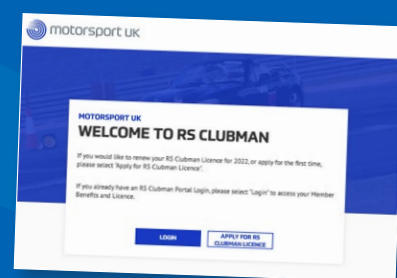 motorsport UK
MOTORSPORT UK
WELCOME TO RS CLUBMAN
If you would like to renew your RS Clubman Licence for 2022, or apply for the first time,
please select 'Apply for RS Clubman Licence'.
If you already have an RS Clubman Portal Login, please select 'Login' to access your Member
Benefits and Licence.
LOGIN
APPLY FOR RS
CLUBMAN LICENCE